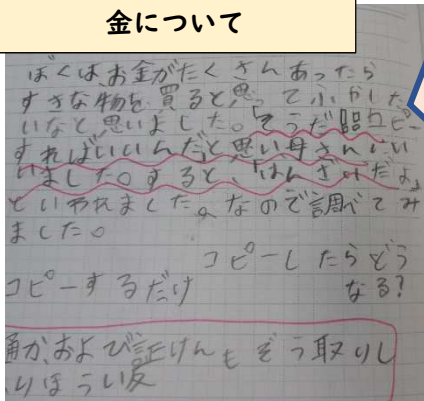 金について
ぼくは、お金がたくさんあったら
すきな物を買ると思ってふやした
いなと思いました。そうだ コピー
すればいいんだと思い母さんにい
いました。すると、「はんざいだよ」
といわれました。なので調べてみ
ました。
コピーしたらどう
なる?
コピーするだけ
通か、および証けんもぞう取りし
りほうい反